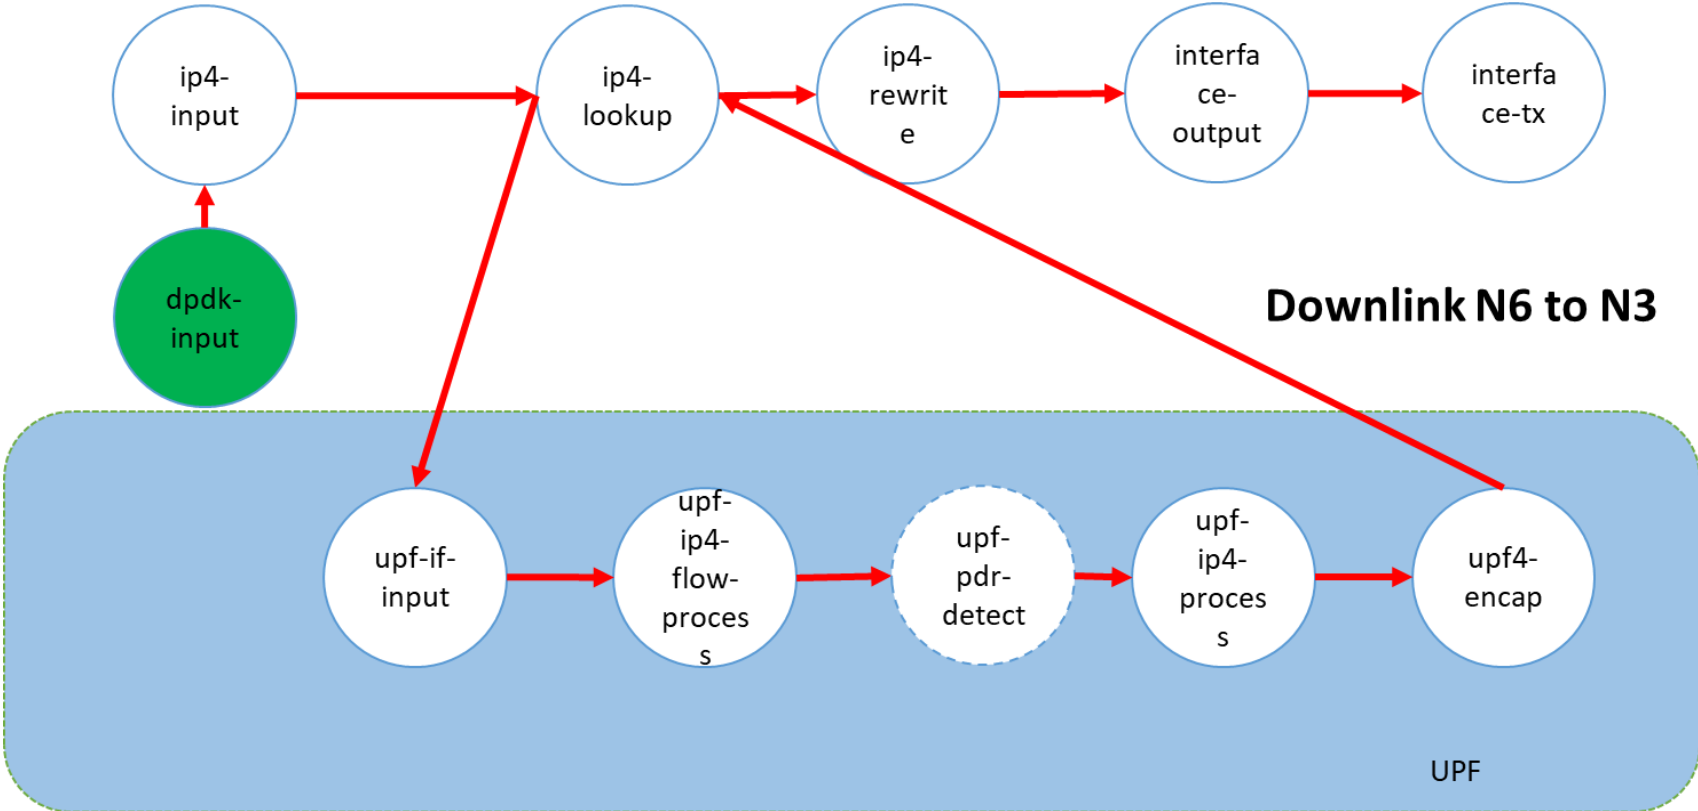 ip4-
input
ip4-
lookup
ip4-
rewrit
e
interfa
ce-
output
interfa
ce-tx
dpdk-
input
Downlink N6 to N3
upf-if-
input
upf-
ip4-
flow-
proces
s
upf-
pdr-
detect
upf-
ip4-
proces
s
upf4-
encap
UPF